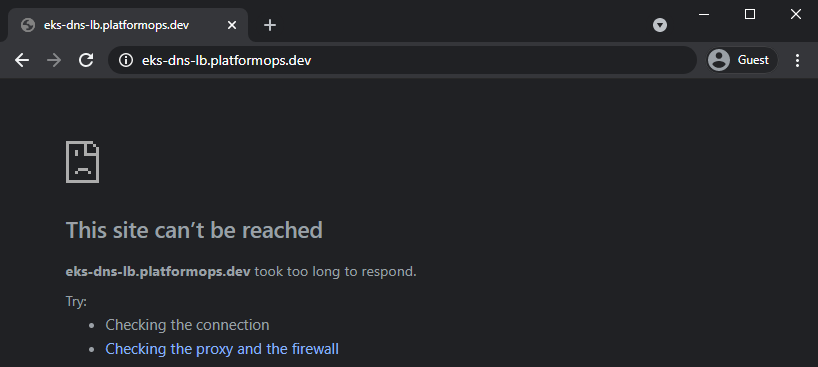 eks-dns-lb.platformops.dev
eks-dns-lb.platformops.dev
Guest
This site can’t be reached
eks-dns-lb.platformops.dev took too long to respond.
Try:
• Checking the connection
• Checking the proxy and the firewall